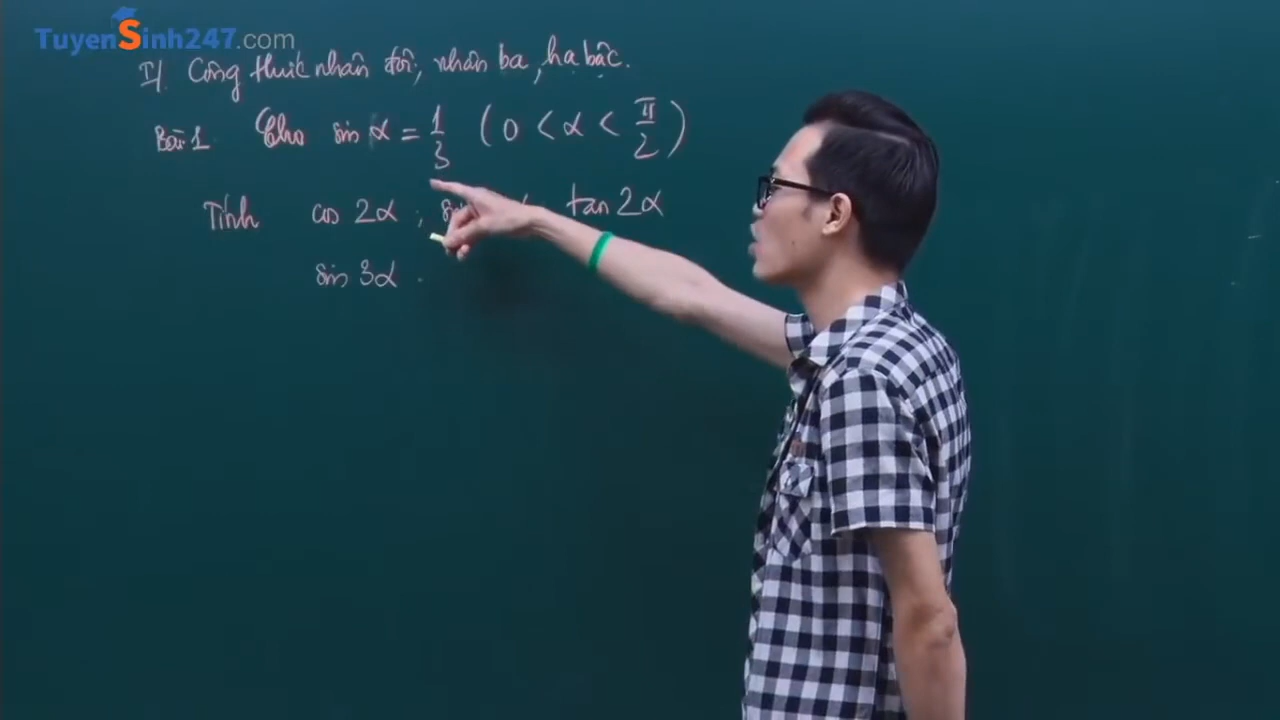 TuyenSinh247.com
II. Công thức nhân đôi, nhân ba, hạ bậc.
Bài 1 Cho sin α = 1/3 (0 < α < π/2)
Tính cos 2α ; tan 2α
sin 3α .